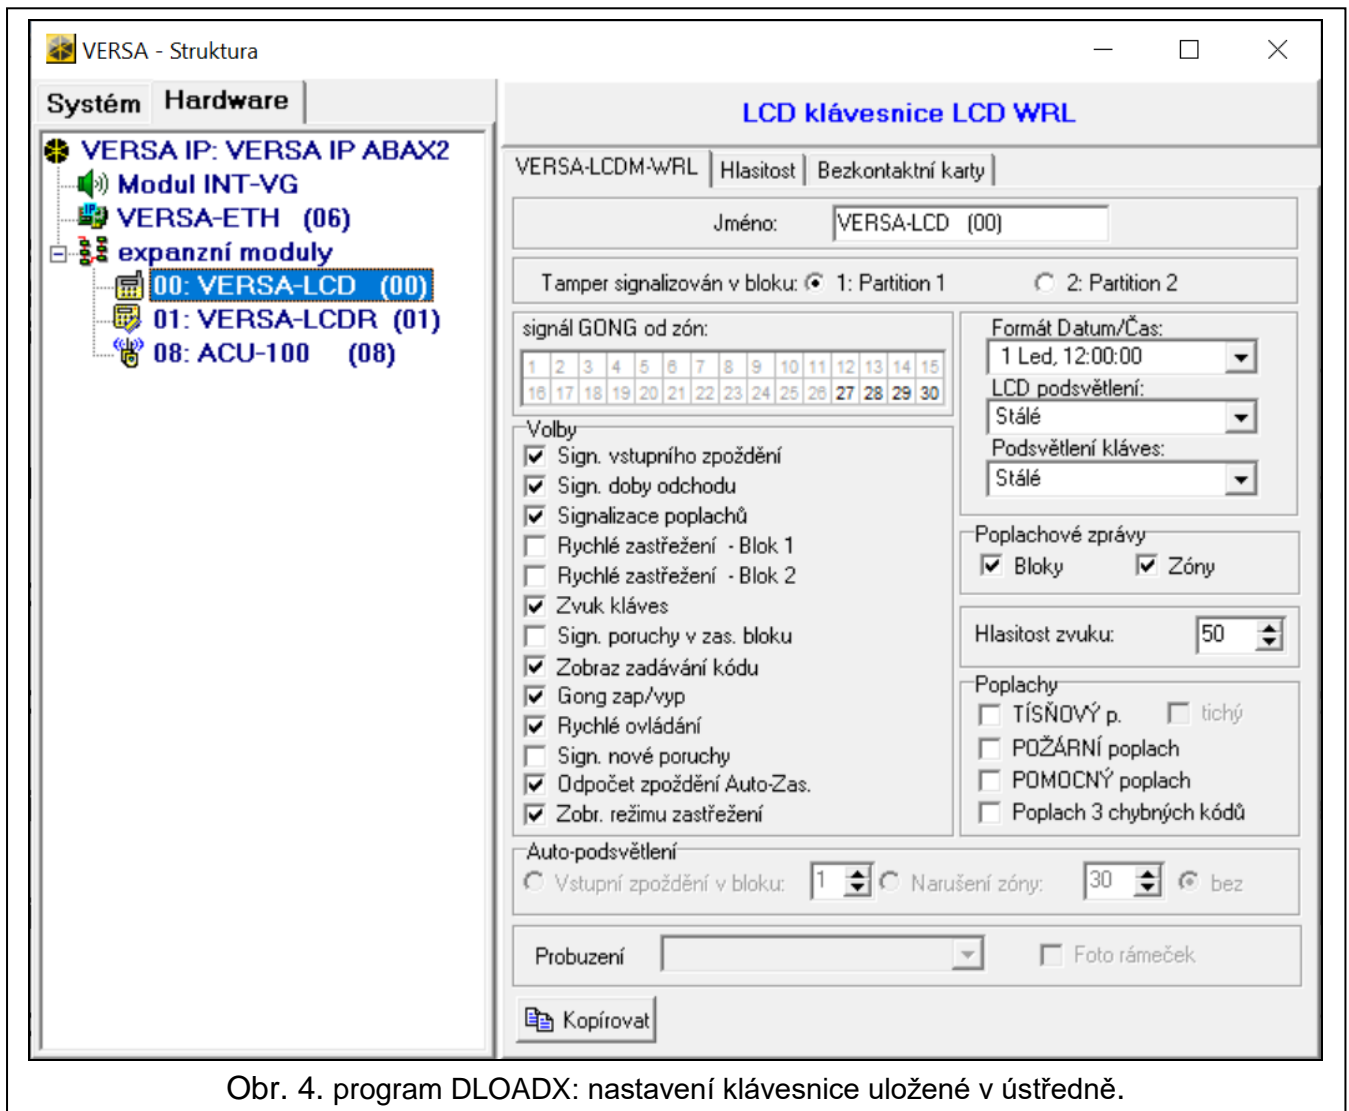 VERSA - Struktura
Systém Hardware
VERSA IP: VERSA IP ABAX2
Modul INT-VG
VERSA-ETH (06)
expanzní moduly
00: VERSA-LCD (00)
01: VERSA-LCDR (01)
08: ACU-100 (08)
LCD klávesnice LCD WRL
VERSA-LCDM-WRL Hlasitost Bezkontaktní karty
Jméno: VERSA-LCD (00)
Tamper signalizován v bloku: 1: Partition 1 2: Partition 2
signál GONG od zón:
1 2 3 4 5 6 7 8 9 10 11 12 13 14 15
16 17 18 19 20 21 22 23 24 25 26 27 28 29 30
Volby
Sign. vstupního zpoždění
Sign. doby odchodu
Signalizace poplachů
Rychlé zastřežení - Blok 1
Rychlé zastřežení - Blok 2
Zvuk kláves
Sign. poruchy v zas. bloku
Zobraz zadávání kódu
Gong zap/vyp
Rychlé ovládání
Sign. nové poruchy
Odpočet zpoždění Auto-Zas.
Zobr. režimu zastřežení
Formát Datum/Čas:
1 Led, 12:00:00
LCD podsvětlení:
Stálé
Podsvětlení kláves:
Stálé
Poplachové zprávy
Bloky Zóny
Hlasitost zvuku: 50
Poplachy
TÍSŇOVÝ p. tichý
POŽÁRNÍ poplach
POMOCNÝ poplach
Poplach 3 chybných kódů
Auto-podsvětlení
Vstupní zpoždění v bloku: 1 Narušení zóny: 30 bez
Probuzení Foto rámeček
Kopírovat
Obr. 4. program DLOADX: nastavení klávesnice uložené v ústředně.